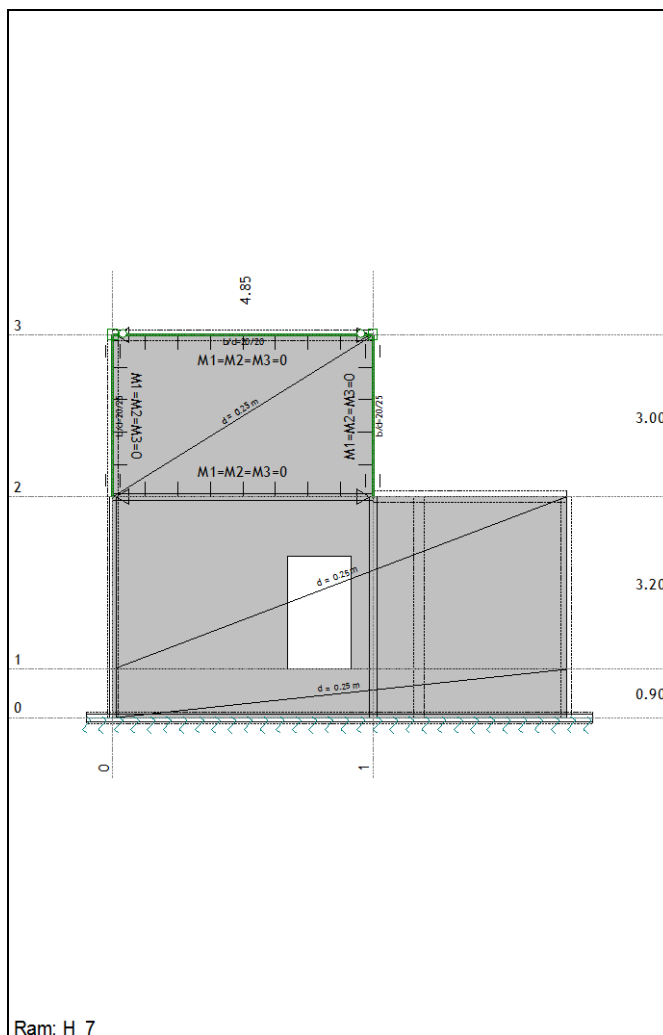 4.85
3
b/d=20/20
M1=M2=M3=0
M1=M2=M3=0
b/d=20/25
d = 0.25 m
M1=M2=M3=0
b/d=20/25
3.00
M1=M2=M3=0
2
d = 0.25 m
3.20
1
d = 0.25 m
0.90
0
0
1
Ram: H_7